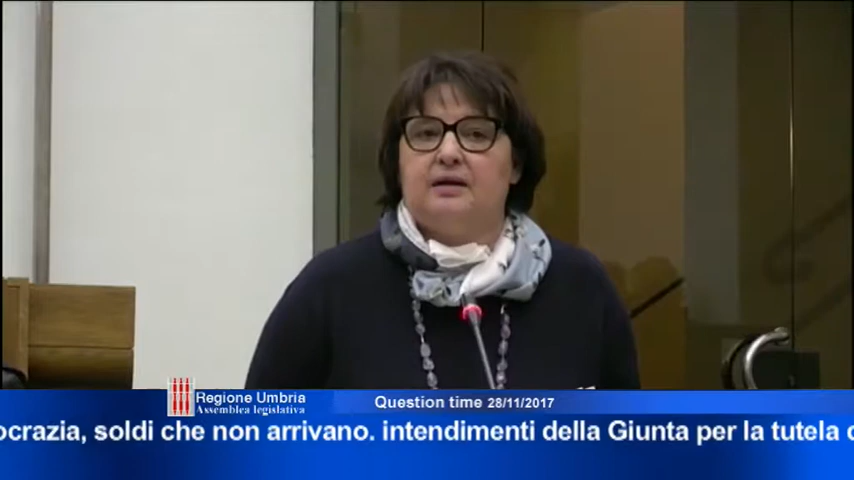 Regione Umbria
Assemblea legislativa
Question time 28/11/2017
ocrazia, soldi che non arrivano. intendimenti della Giunta per la tutela